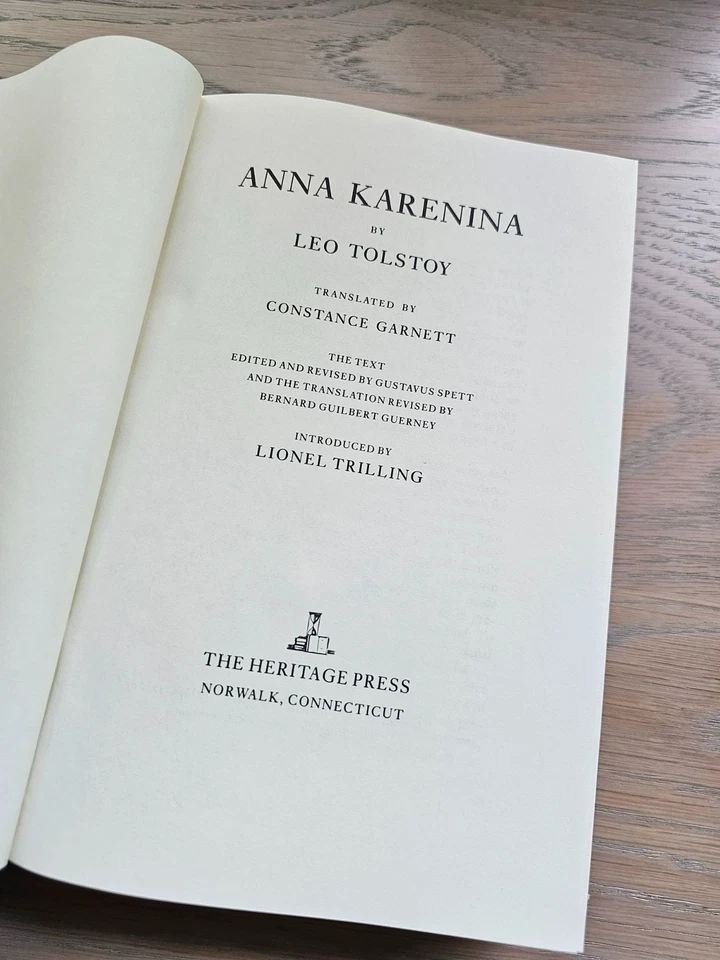 ANNA KARENINA
BY
LEO TOLSTOY
TRANSLATED BY
CONSTANCE GARNETT
THE TEXT
EDITED AND REVISED BY GUSTAVUS SPETT
AND THE TRANSLATION REVISED BY
BERNARD GUILBERT GUERNEY
INTRODUCED BY
LIONEL TRILLING
THE HERITAGE PRESS
NORWALK, CONNECTICUT